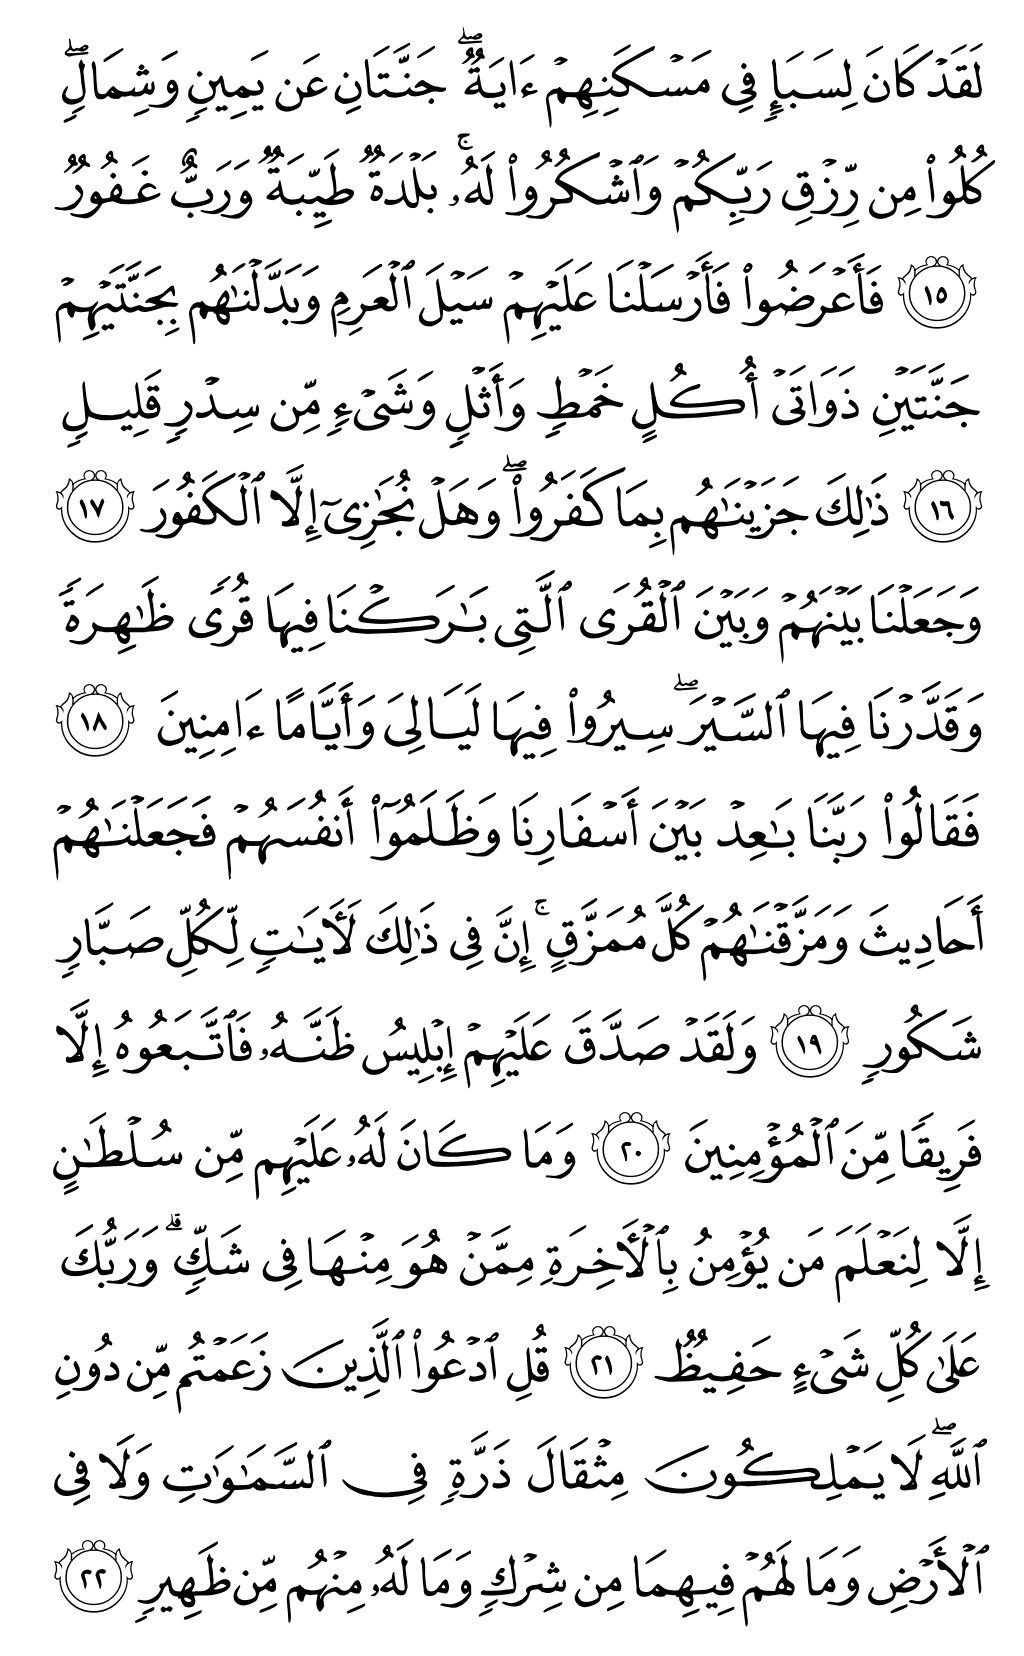 لَقَدۡ كَانَ لِسَبَإٖ فِي مَسۡكَنِهِمۡ ءَايَةٞۖ جَنَّتَانِ عَن يَمِينٖ وَشِمَالٖۖ
كُلُواْ مِن رِّزۡقِ رَبِّكُمۡ وَٱشۡكُرُواْ لَهُۥۚ بَلۡدَةٞ طَيِّبَةٞ وَرَبٌّ غَفُورٞ
١٥ فَأَعۡرَضُواْ فَأَرۡسَلۡنَا عَلَيۡهِمۡ سَيۡلَ ٱلۡعَرِمِ وَبَدَّلۡنَٰهُم بِجَنَّتَيۡهِمۡ
جَنَّتَيۡنِ ذَوَاتَيۡ أُكُلٍ خَمۡطٖ وَأَثۡلٖ وَشَيۡءٖ مِّن سِدۡرٖ قَلِيلٖ
١٦ ذَٰلِكَ جَزَيۡنَٰهُم بِمَا كَفَرُواْۖ وَهَلۡ نُجَٰزِيٓ إِلَّا ٱلۡكَفُورَ ١٧
وَجَعَلۡنَا بَيۡنَهُمۡ وَبَيۡنَ ٱلۡقُرَى ٱلَّتِي بَٰرَكۡنَا فِيهَا قُرٗى ظَٰهِرَةٗ
وَقَدَّرۡنَا فِيهَا ٱلسَّيۡرَۖ سِيرُواْ فِيهَا لَيَالِيَ وَأَيَّامًا ءَامِنِينَ ١٨
فَقَالُواْ رَبَّنَا بَٰعِدۡ بَيۡنَ أَسۡفَارِنَا وَظَلَمُوٓاْ أَنفُسَهُمۡ فَجَعَلۡنَٰهُمۡ
أَحَادِيثَ وَمَزَّقۡنَٰهُمۡ كُلَّ مُمَزَّقٍۚ إِنَّ فِي ذَٰلِكَ لَأٓيَٰتٖ لِّكُلِّ صَبَّارٖ
شَكُورٖ ١٩ وَلَقَدۡ صَدَّقَ عَلَيۡهِمۡ إِبۡلِيسُ ظَنَّهُۥ فَٱتَّبَعُوهُ إِلَّا
فَرِيقٗا مِّنَ ٱلۡمُؤۡمِنِينَ ٢٠ وَمَا كَانَ لَهُۥ عَلَيۡهِم مِّن سُلۡطَٰنٍ
إِلَّا لِنَعۡلَمَ مَن يُؤۡمِنُ بِٱلۡأٓخِرَةِ مِمَّنۡ هُوَ مِنۡهَا فِي شَكّٖۗ وَرَبُّكَ
عَلَىٰ كُلِّ شَيۡءٍ حَفِيظٞ ٢١ قُلِ ٱدۡعُواْ ٱلَّذِينَ زَعَمۡتُم مِّن دُونِ
ٱللَّهِۖ لَا يَمۡلِكُونَ مِثۡقَالَ ذَرَّةٖ فِي ٱلسَّمَٰوَٰتِ وَلَا فِي
ٱلۡأَرۡضِ وَمَا لَهُمۡ فِيهِمَا مِن شِرۡكٖ وَمَا لَهُۥ مِنۡهُم مِّن ظَهِيرٖ ٢٢